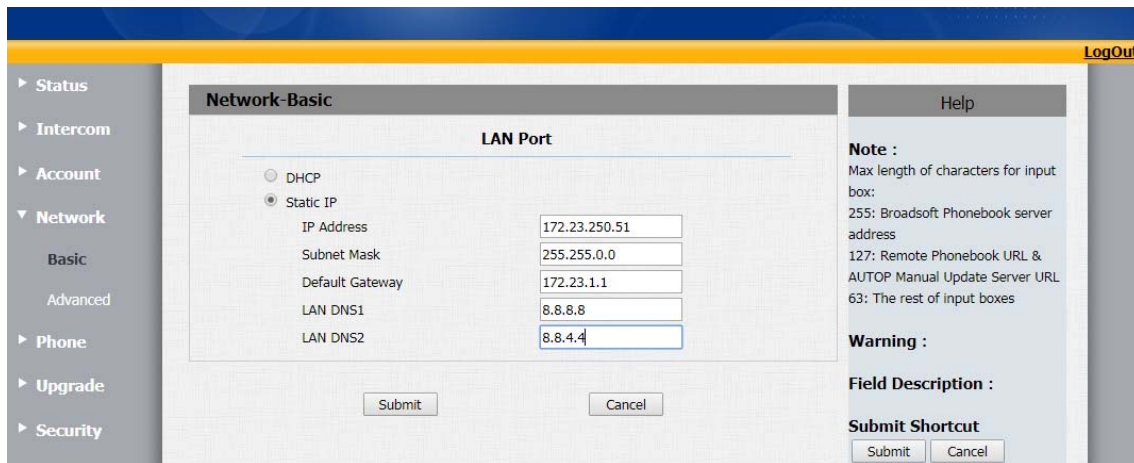 LogOut
Status
Intercom
Account
Network
Basic
Advanced
Phone
Upgrade
Security
Network-Basic
LAN Port
DHCP
Static IP
IP Address 172.23.250.51
Subnet Mask 255.255.0.0
Default Gateway 172.23.1.1
LAN DNS1 8.8.8.8
LAN DNS2 8.8.4.4
Submit Cancel
Help
Note :
Max length of characters for input
box:
255: Broadsoft Phonebook server
address
127: Remote Phonebook URL &
AUTOP Manual Update Server URL
63: The rest of input boxes
Warning :
Field Description :
Submit Shortcut
Submit Cancel